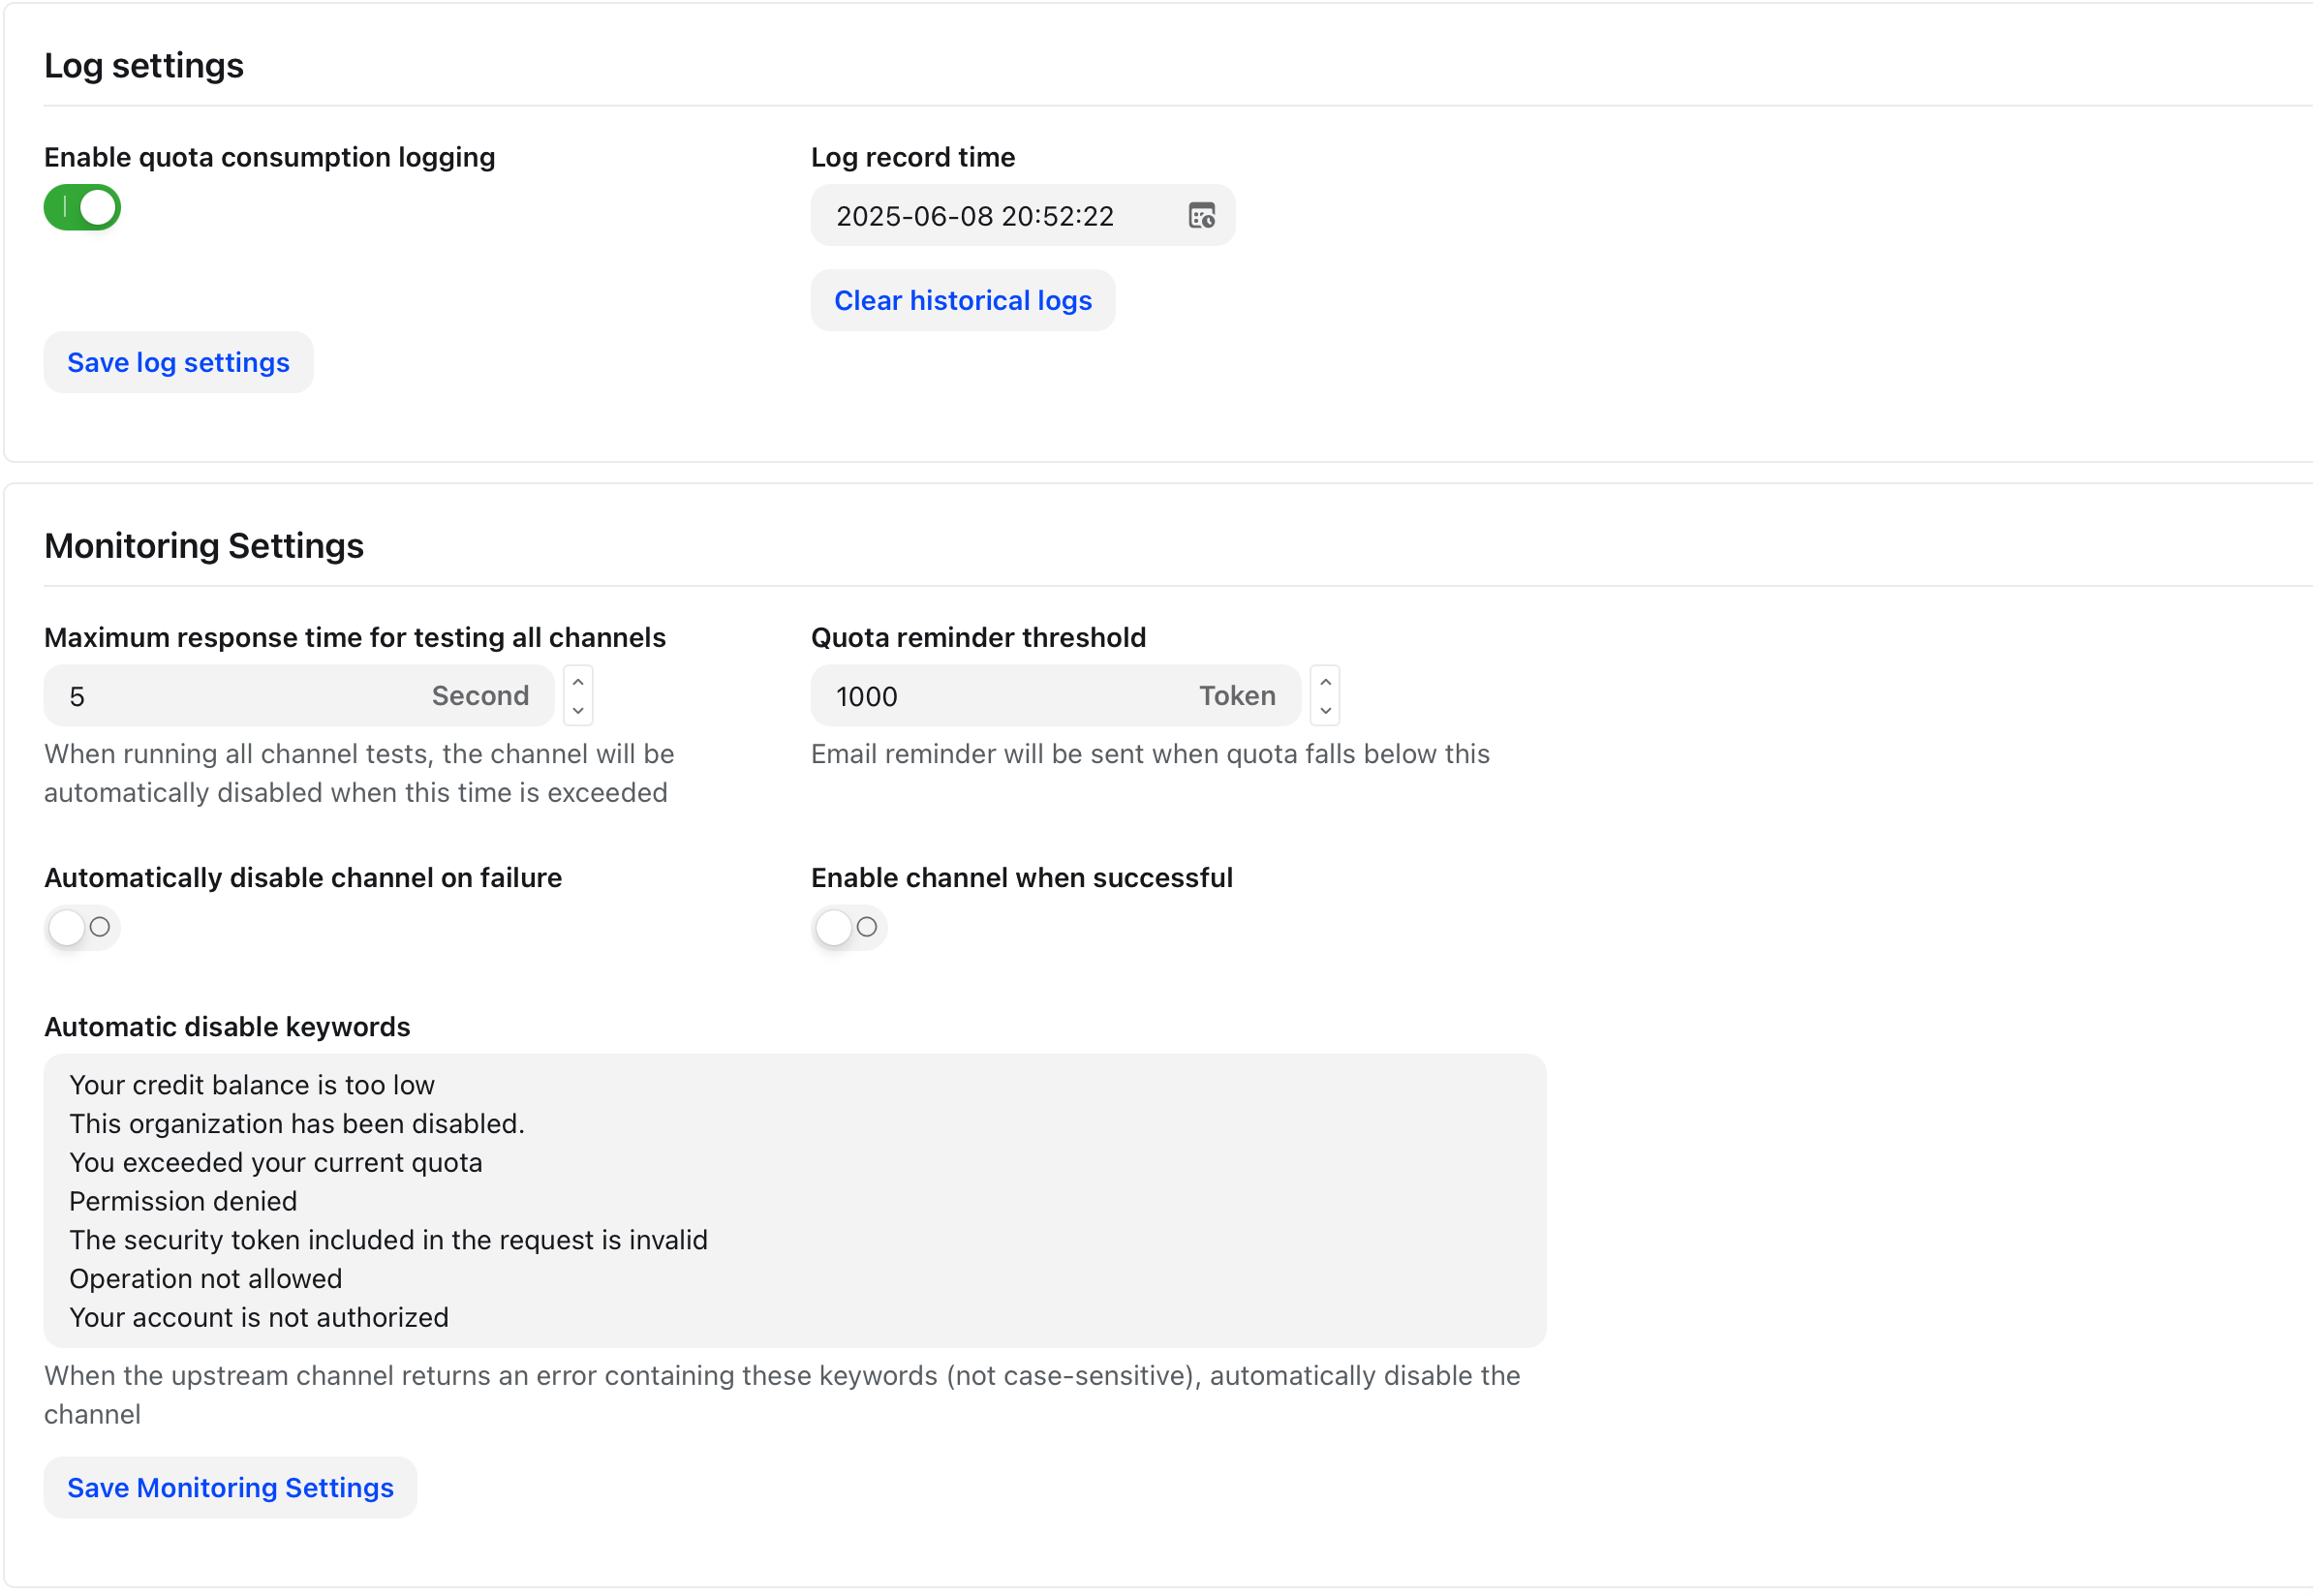 Log settings
Enable quota consumption logging
Log record time
2025-06-08 20:52:22
Clear historical logs
Save log settings
Monitoring Settings
Maximum response time for testing all channels
5 Second
When running all channel tests, the channel will be
automatically disabled when this time is exceeded
Quota reminder threshold
1000 Token
Email reminder will be sent when quota falls below this
Automatically disable channel on failure
Enable channel when successful
Automatic disable keywords
Your credit balance is too low
This organization has been disabled.
You exceeded your current quota
Permission denied
The security token included in the request is invalid
Operation not allowed
Your account is not authorized
When the upstream channel returns an error containing these keywords (not case-sensitive), automatically disable the
channel
Save Monitoring Settings